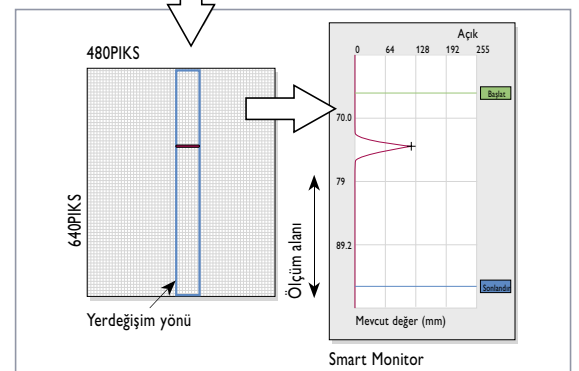 480PIKS
640PIKS
Yerdeğişim yönü
Ölçüm alanı
Açık
0 64 128 192 255
Başlat
70.0
79
89.2
Sonlandır
Mevcut değer (mm)
Smart Monitor